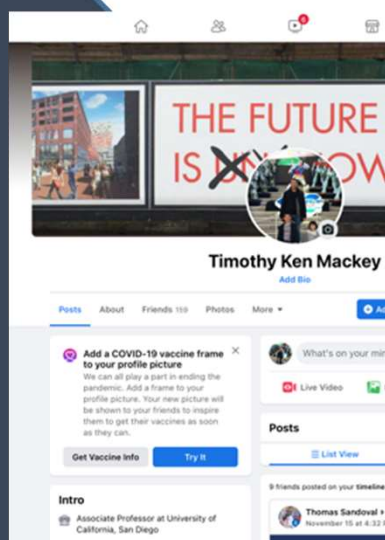 6
THE FUTURE
IS
Timothy Ken Mackey
Add Bio
Posts About Friends 159 Photos More
Add a COVID-19 vaccine frame
to your profile picture
We can all play a part in ending the
pandemic. Add a frame to your
profile picture. Your new picture will
be shown to your friends to inspire
them to get their vaccines as soon
as they can.
Get Vaccine Info Try It
Intro
Associate Professor at University of
California, San Diego
What's on your min
Live Video
Posts
List View
9 friends posted on your timeline
Thomas Sandoval
November 15 at 4:32